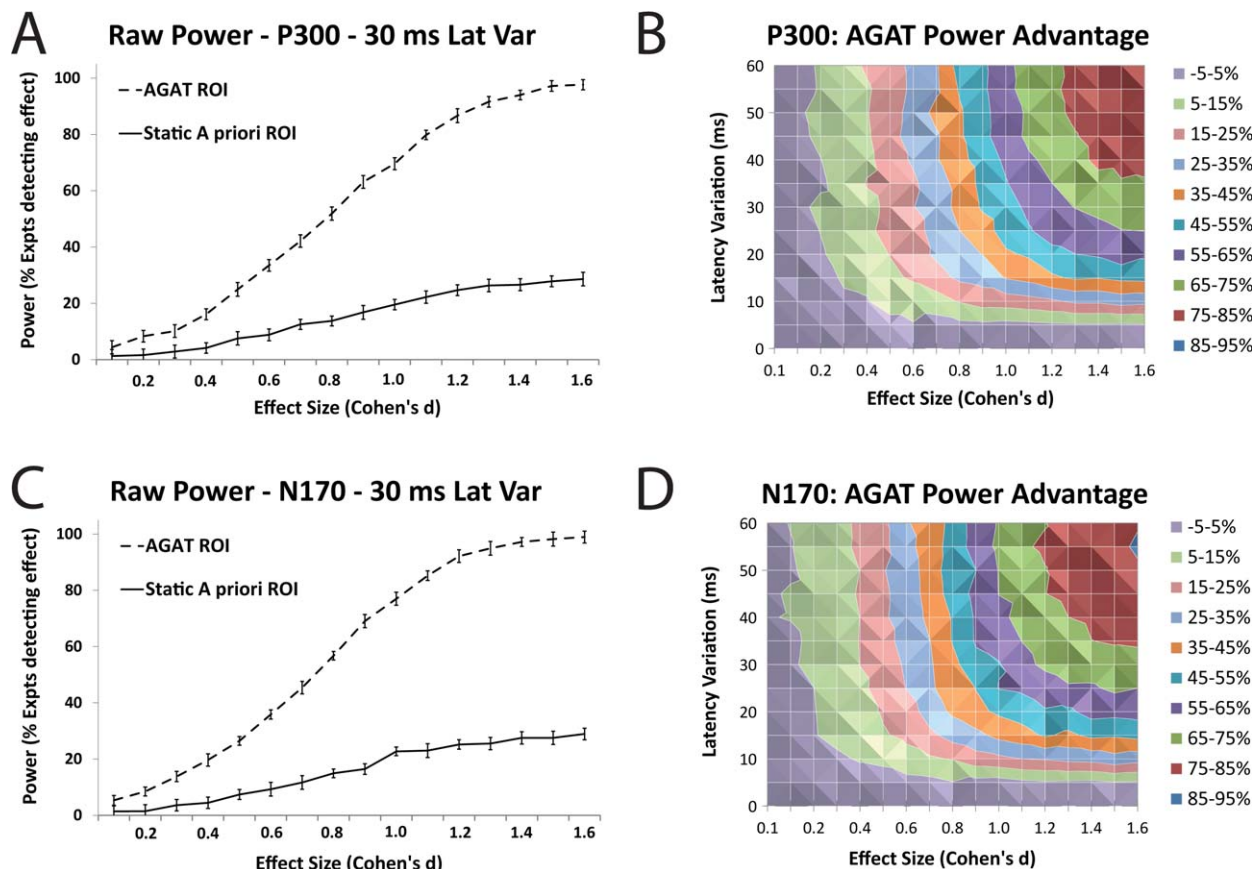 A
Raw Power - P300 - 30 ms Lat Var
AGAT ROI
Static A priori ROI
Power (% Expts detecting effect)
100
80
60
40
20
0
0.2 0.4 0.6 0.8 1.0 1.2 1.4 1.6
Effect Size (Cohen's d)
B
P300: AGAT Power Advantage
Latency Variation (ms)
60
50
40
30
20
10
0
0.1 0.2 0.4 0.6 0.8 1.0 1.2 1.4 1.6
Effect Size (Cohen's d)
-5-5%
5-15%
15-25%
25-35%
35-45%
45-55%
55-65%
65-75%
75-85%
85-95%
C
Raw Power - N170 - 30 ms Lat Var
AGAT ROI
Static A priori ROI
Power (% Expts detecting effect)
100
80
60
40
20
0
0.2 0.4 0.6 0.8 1.0 1.2 1.4 1.6
Effect Size (Cohen's d)
D
N170: AGAT Power Advantage
Latency Variation (ms)
60
50
40
30
20
10
0
0.1 0.2 0.4 0.6 0.8 1.0 1.2 1.4 1.6
Effect Size (Cohen's d)
-5-5%
5-15%
15-25%
25-35%
35-45%
45-55%
55-65%
65-75%
75-85%
85-95%